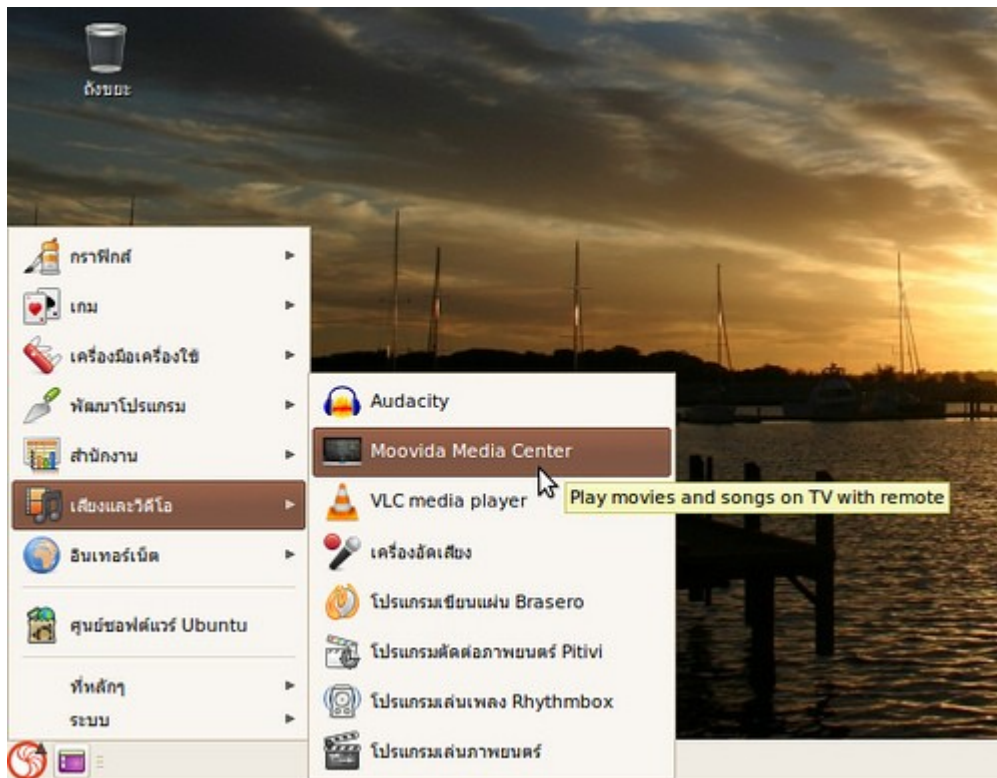 ถังขยะ
กราฟิกส์
เกม
เครื่องมือเครื่องใช้
พัฒนาโปรแกรม
สำนักงาน
เสียงและวิดีโอ
อินเทอร์เน็ต
ศูนย์ซอฟต์แวร์ Ubuntu
ที่หลักๆ
ระบบ
Audacity
Moovida Media Center
VLC media player
Play movies and songs on TV with remote
เครื่องอัดเสียง
โปรแกรมเขียนแผ่น Brasero
โปรแกรมตัดต่อภาพยนตร์ Pitivi
โปรแกรมเล่นเพลง Rhythmbox
โปรแกรมเล่นภาพยนตร์